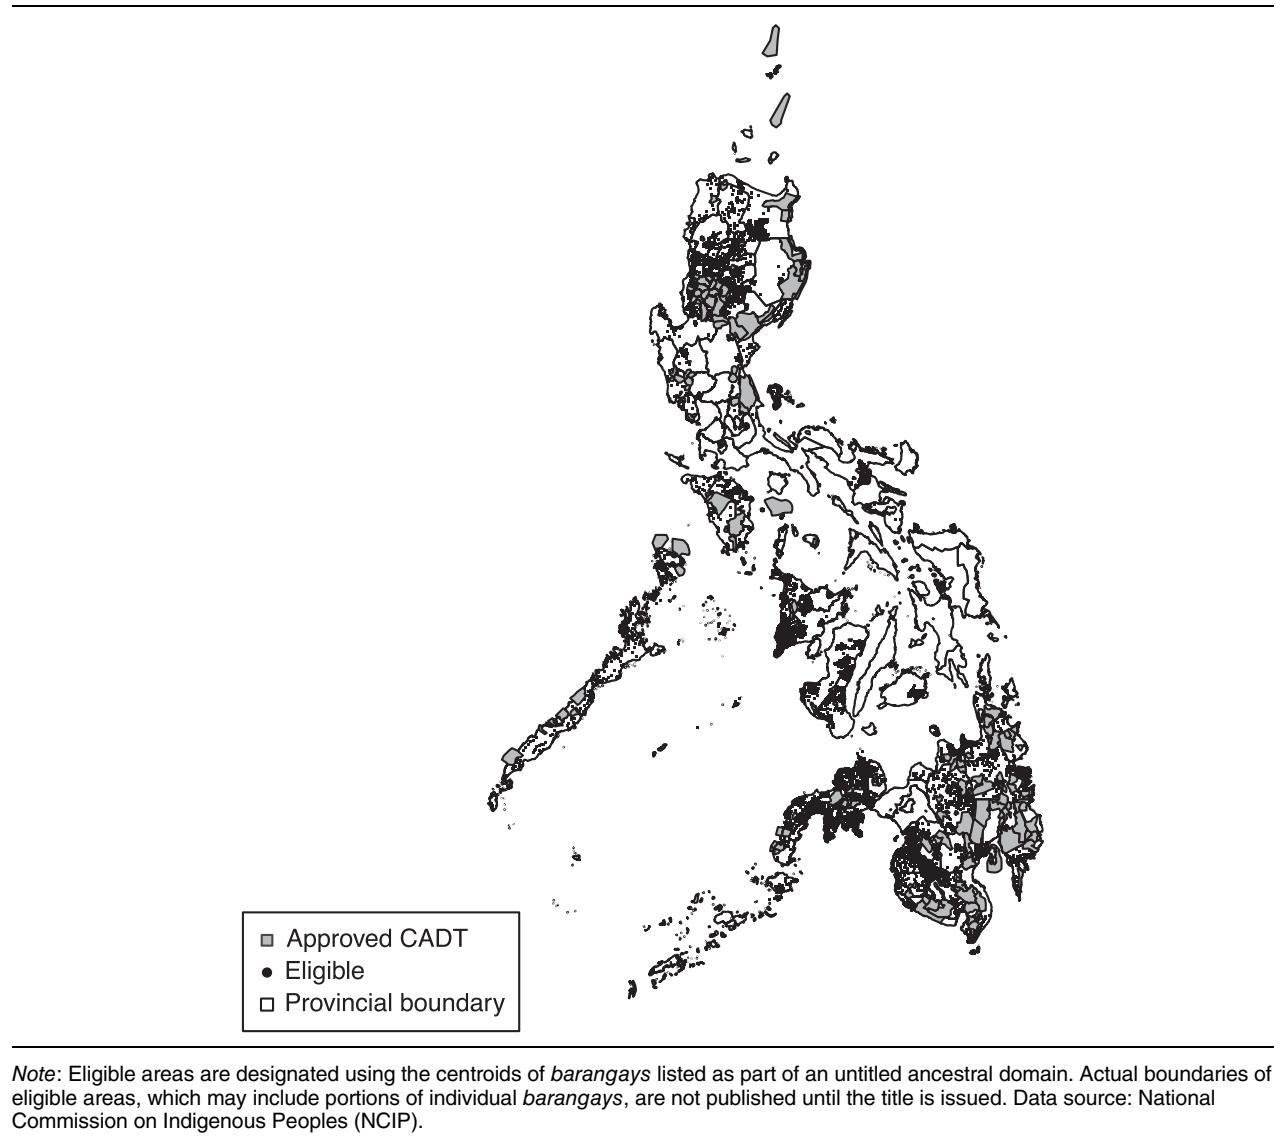 Approved CADT
Eligible
Provincial boundary
Note: Eligible areas are designated using the centroids of barangays listed as part of an untitled ancestral domain. Actual boundaries of
eligible areas, which may include portions of individual barangays, are not published until the title is issued. Data source: National
Commission on Indigenous Peoples (NCIP).